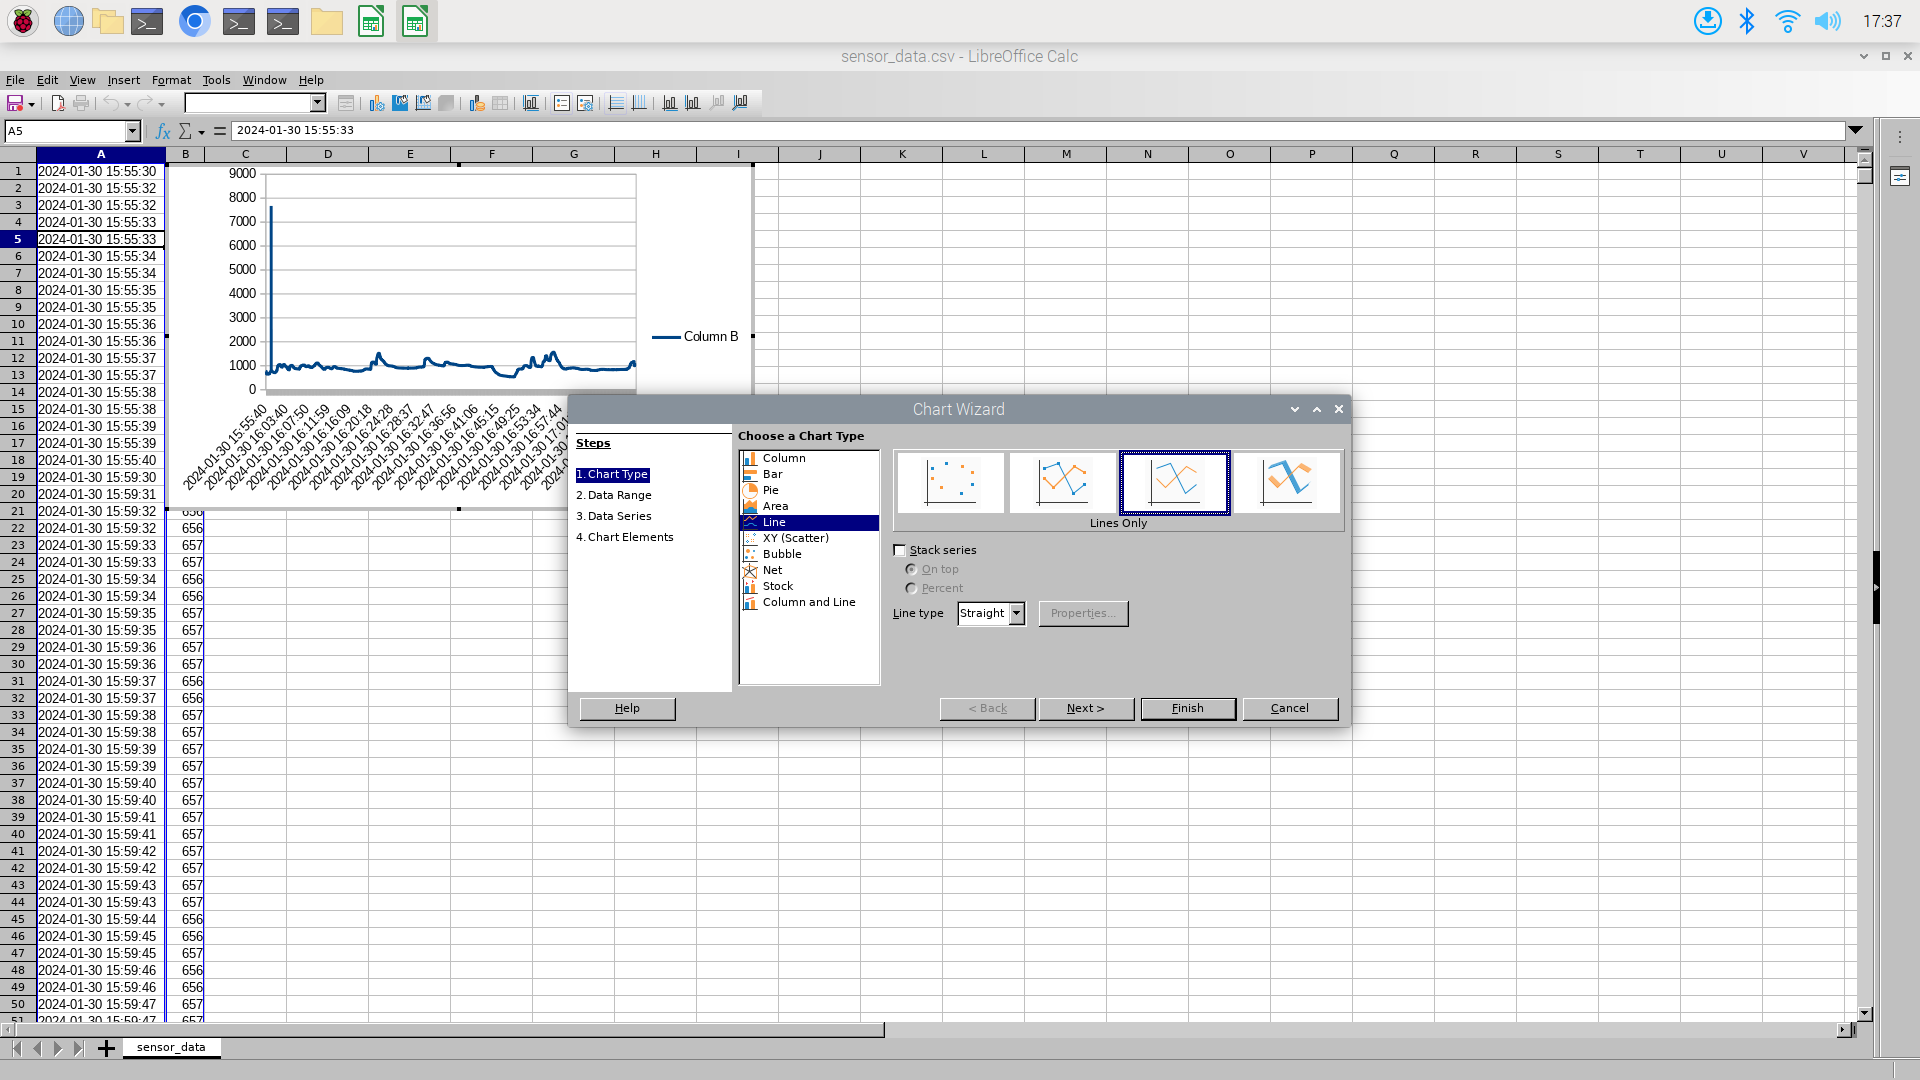 17:37
sensor_data.csv - LibreOffice Calc
File Edit View Insert Format Tools Window Help
A5 2024-01-30 15:55:33
A B C D E F G H I J K L M N O P Q R S T U V
1 2024-01-30 15:55:30
2 2024-01-30 15:55:32
3 2024-01-30 15:55:32
4 2024-01-30 15:55:33
5 2024-01-30 15:55:33
6 2024-01-30 15:55:34
7 2024-01-30 15:55:34
8 2024-01-30 15:55:35
9 2024-01-30 15:55:35
10 2024-01-30 15:55:36
11 2024-01-30 15:55:36
12 2024-01-30 15:55:37
13 2024-01-30 15:55:37
14 2024-01-30 15:55:38
15 2024-01-30 15:55:38
16 2024-01-30 15:55:39
17 2024-01-30 15:55:39
18 2024-01-30 15:55:40
19 2024-01-30 15:59:30
20 2024-01-30 15:59:31
21 2024-01-30 15:59:32 656
22 2024-01-30 15:59:32 656
23 2024-01-30 15:59:33 657
24 2024-01-30 15:59:33 657
25 2024-01-30 15:59:34 656
26 2024-01-30 15:59:34 656
27 2024-01-30 15:59:35 657
28 2024-01-30 15:59:35 657
29 2024-01-30 15:59:36 657
30 2024-01-30 15:59:36 657
31 2024-01-30 15:59:37 656
32 2024-01-30 15:59:37 656
33 2024-01-30 15:59:38 657
34 2024-01-30 15:59:38 657
35 2024-01-30 15:59:39 657
36 2024-01-30 15:59:39 657
37 2024-01-30 15:59:40 657
38 2024-01-30 15:59:40 657
39 2024-01-30 15:59:41 657
40 2024-01-30 15:59:41 657
41 2024-01-30 15:59:42 657
42 2024-01-30 15:59:42 657
43 2024-01-30 15:59:43 657
44 2024-01-30 15:59:43 657
45 2024-01-30 15:59:44 656
46 2024-01-30 15:59:45 656
47 2024-01-30 15:59:45 657
48 2024-01-30 15:59:46 656
49 2024-01-30 15:59:46 656
50 2024-01-30 15:59:47 657
51 2024-01-30 15:59:47 657
9000
8000
7000
6000
5000
4000
3000
2000
1000
0
Column B
2024-01-30 15:55:40
2024-01-30 16:03:40
2024-01-30 16:07:50
2024-01-30 16:11:59
2024-01-30 16:16:09
2024-01-30 16:20:18
2024-01-30 16:24:28
2024-01-30 16:28:37
2024-01-30 16:32:47
2024-01-30 16:36:56
2024-01-30 16:41:06
2024-01-30 16:45:15
2024-01-30 16:49:25
2024-01-30 16:53:34
2024-01-30 16:57:44
Chart Wizard
Steps
1.Chart Type
2.Data Range
3.Data Series
4.Chart Elements
Choose a Chart Type
Column
Bar
Pie
Area
Line
XY (Scatter)
Bubble
Net
Stock
Column and Line
Lines Only
Stack series
On top
Percent
Line type Straight Properties...
Help < Back Next > Finish Cancel
sensor_data